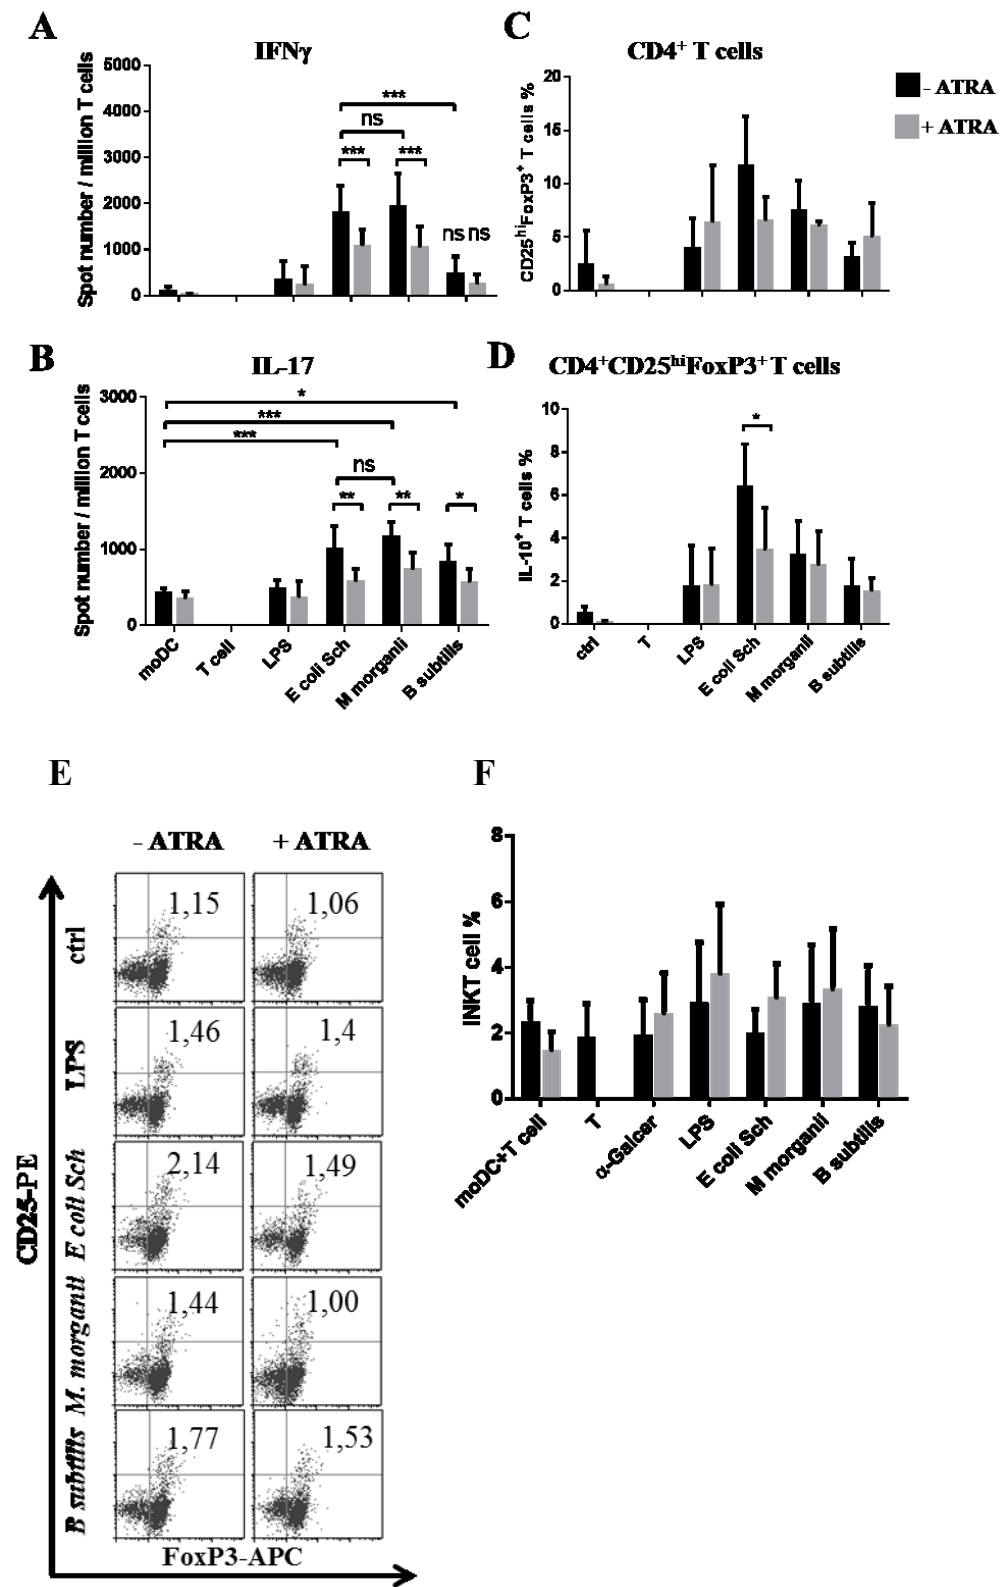 A
IFNγ
Spot number / million T cells
5000
4000
3000
2000
1000
0
***
ns
*** ***
ns ns
C
CD4+ T cells
CD25hiFoxP3+ T cells %
20
15
10
5
0
- ATRA
+ ATRA
B
IL-17
Spot number / million T cells
3000
2000
1000
0
*
***
***
ns
** ** *
moDC
T cell
LPS
E coli Sch
M morganii
B subtilis
D
CD4+CD25hiFoxP3+ T cells
IL-10+ T cells %
10
8
6
4
2
0
*
ctrl
T
LPS
E coli Sch
M morganii
B subtilis
E
- ATRA + ATRA
ctrl
1,15 1,06
LPS
1,46 1,4
E coli Sch
2,14 1,49
M. morganii
1,44 1,00
B subtilis
1,77 1,53
CD25-PE
FoxP3-APC
F
INKT cell %
8
6
4
2
0
moDC+T cell
T
α-Galcer
LPS
E coli Sch
M morganii
B subtilis